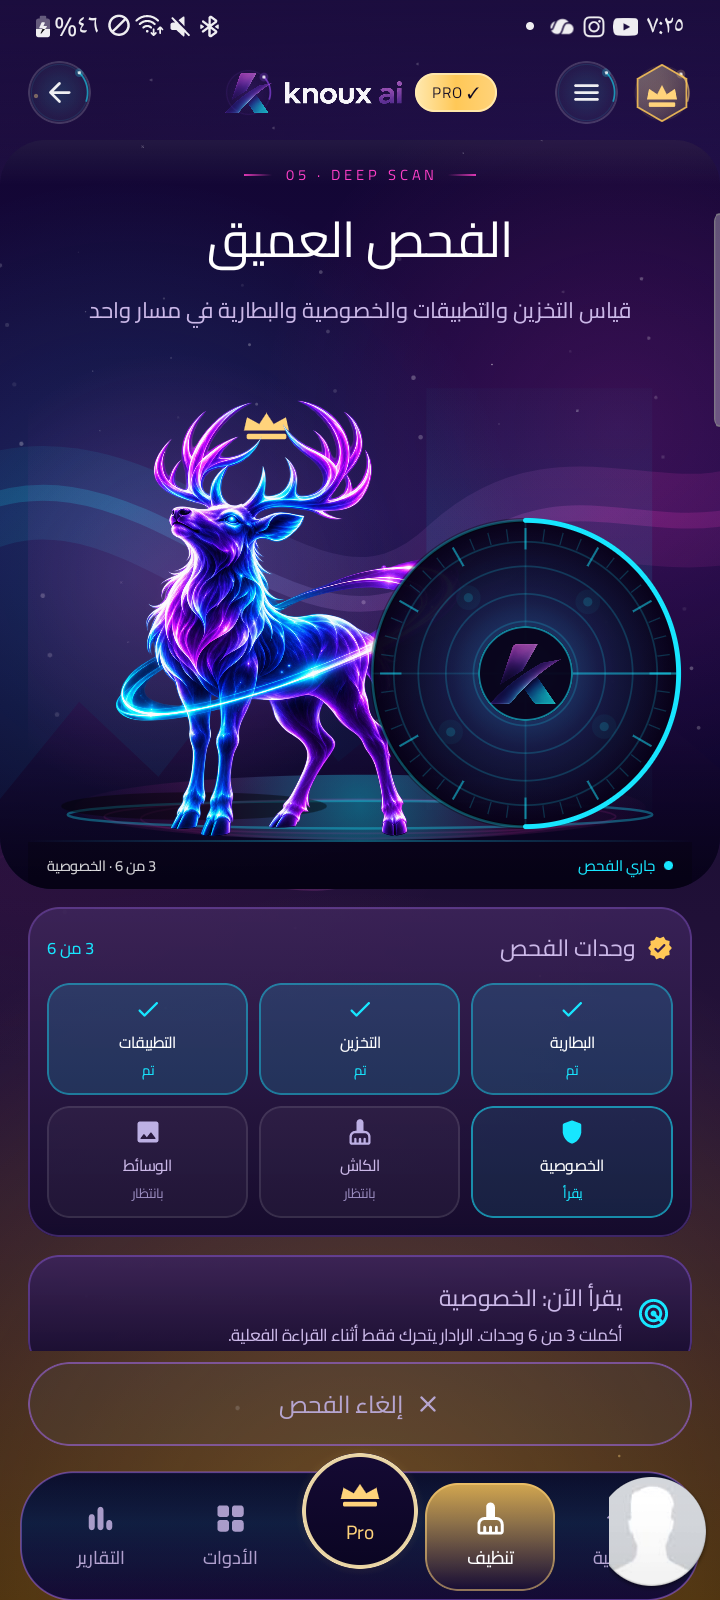 ٧:٢٥
%٤٦
knoux ai
PRO ✓
05 · DEEP SCAN
الفحص العميق
قياس التخزين والتطبيقات والخصوصية والبطارية في مسار واحد
جاري الفحص
3 من 6 · الخصوصية
وحدات الفحص
3 من 6
البطارية
تم
التخزين
تم
التطبيقات
تم
الخصوصية
يقرأ
الكاش
بانتظار
الوسائط
بانتظار
يقرأ الآن: الخصوصية
أكملت 3 من 6 وحدات. الرادار يتحرك فقط أثناء القراءة الفعلية.
إلغاء الفحص
تنظيف
Pro
الأدوات
التقارير